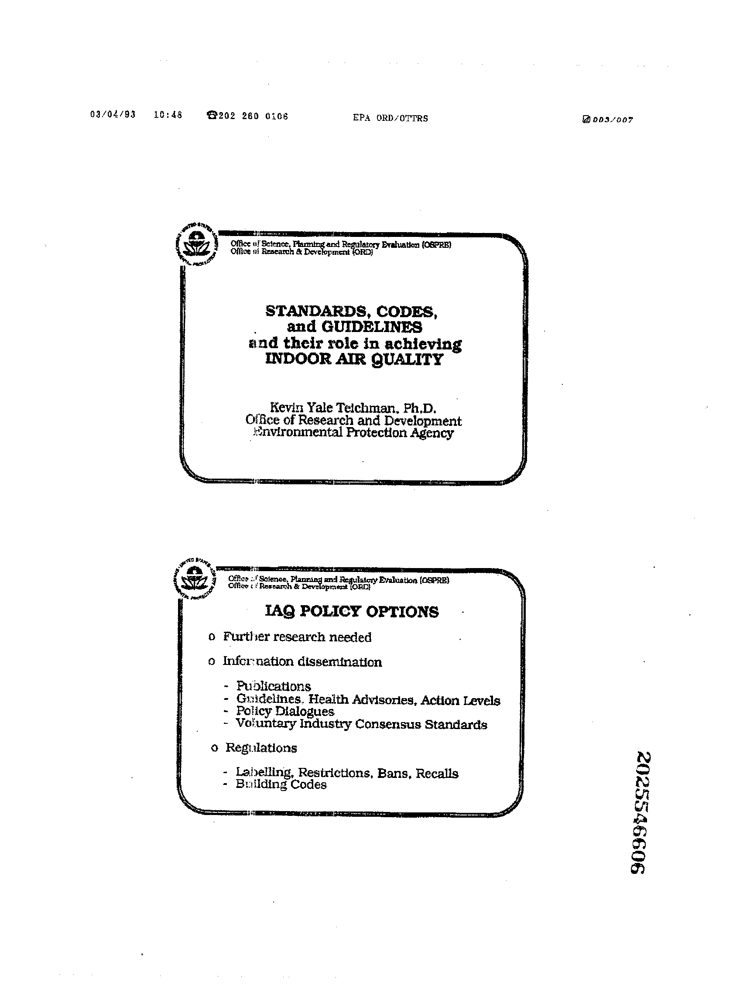 03/04/93 10:48 ☎202 260 0106 EPA ORD/OTTRS 003/007
Office of Science, Planning and Regulatory Evaluation (OSPRE)
Office of Research & Development (ORD)
STANDARDS, CODES,
and GUIDELINES
and their role in achieving
INDOOR AIR QUALITY
Kevin Yale Teichman, Ph.D.
Office of Research and Development
Environmental Protection Agency
Office of Science, Planning and Regulatory Evaluation (OSPRE)
Office of Research & Development (ORD)
IAQ POLICY OPTIONS
o Further research needed
o Information dissemination
- Publications
- Guidelines, Health Advisories, Action Levels
- Policy Dialogues
- Voluntary Industry Consensus Standards
o Regulations
- Labelling, Restrictions, Bans, Recalls
- Building Codes
2025546606